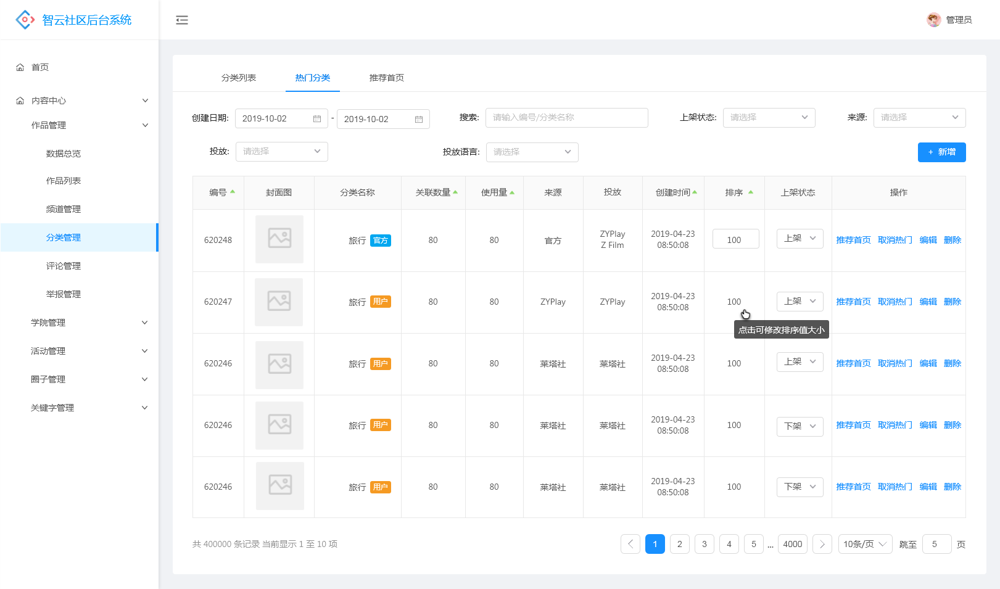 智云社区后台系统
管理员
首页
内容中心
作品管理
数据总览
作品列表
频道管理
分类管理
评论管理
举报管理
学院管理
活动管理
圈子管理
关键字管理
分类列表 热门分类 推荐首页
创建日期: 2019-10-02 - 2019-10-02 搜索: 请输入编号/分类名称 上架状态: 请选择 来源: 请选择
投放: 请选择 投放语言: 请选择 + 新增
编号 封面图 分类名称 关联数量 使用量 来源 投放 创建时间 排序 上架状态 操作
620248 旅行 官方 80 80 官方 ZYPlay Z Film 2019-04-23 08:50:08 100 上架 推荐首页 取消热门 编辑 删除
620247 旅行 用户 80 80 ZYPlay ZYPlay 2019-04-23 08:50:08 100 上架 推荐首页 取消热门 编辑 删除
点击可修改排序值大小
620246 旅行 用户 80 80 莱塔社 莱塔社 2019-04-23 08:50:08 100 上架 推荐首页 取消热门 编辑 删除
620246 旅行 用户 80 80 莱塔社 莱塔社 2019-04-23 08:50:08 100 下架 推荐首页 取消热门 编辑 删除
620246 旅行 用户 80 80 莱塔社 莱塔社 2019-04-23 08:50:08 100 下架 推荐首页 取消热门 编辑 删除
共 400000 条记录 当前显示 1 至 10 项 1 2 3 4 5 ... 4000 10条/页 跳至 5 页